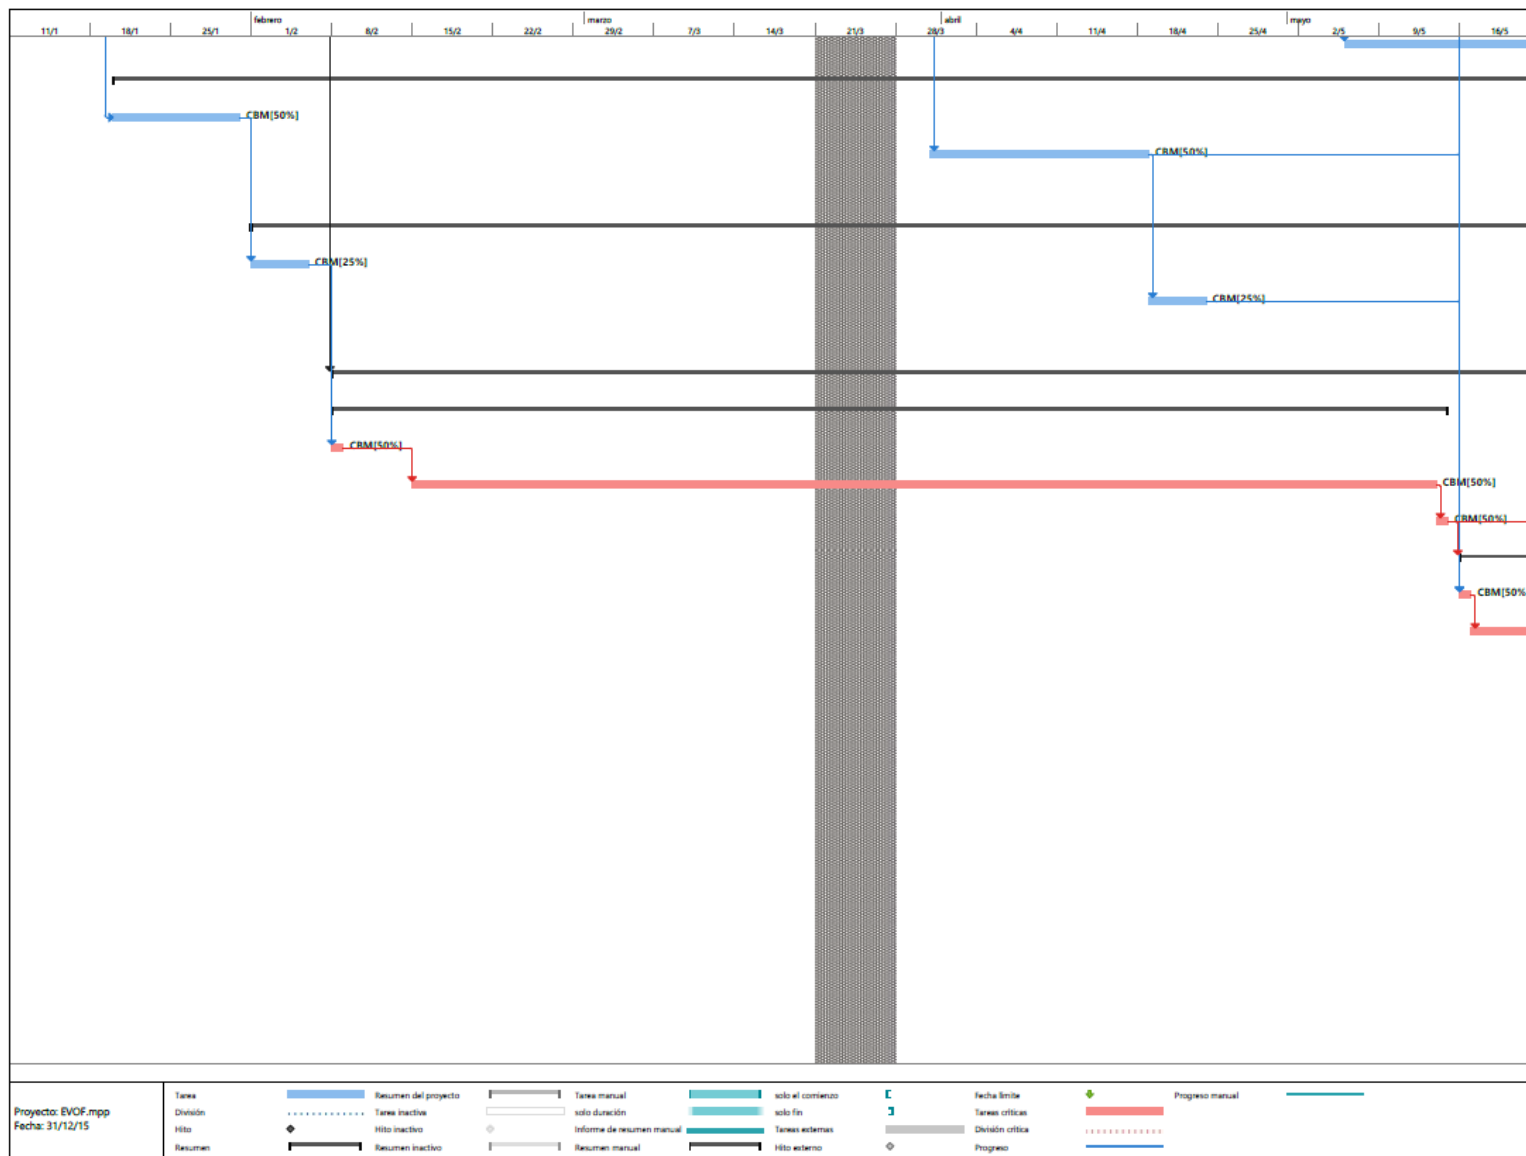 febrero marzo abril mayo
11/1 18/1 25/1 1/2 8/2 15/2 22/2 29/2 7/3 14/3 21/3 28/3 4/4 11/4 18/4 25/4 2/5 9/5 16/5
CBM[50%]
CBM[50%]
CBM[25%]
CBM[25%]
CBM[50%]
CBM[50%]
CBM[50%]
CBM[50%
Proyecto: EVOF.mpp
Fecha: 31/12/15
Tarea Resumen del proyecto Tarea manual solo el comienzo Fecha límite Progreso manual
División Tarea inactiva solo duración solo fin Tareas críticas
Hito Hito inactivo Informe de resumen manual Tareas externas División crítica
Resumen Resumen inactivo Resumen manual Hito externo Progreso